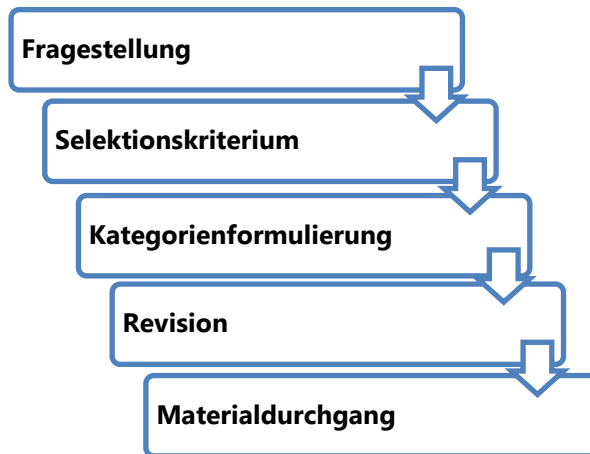 Fragestellung
Selektionskriterium
Kategorienformulierung
Revision
Materialdurchgang